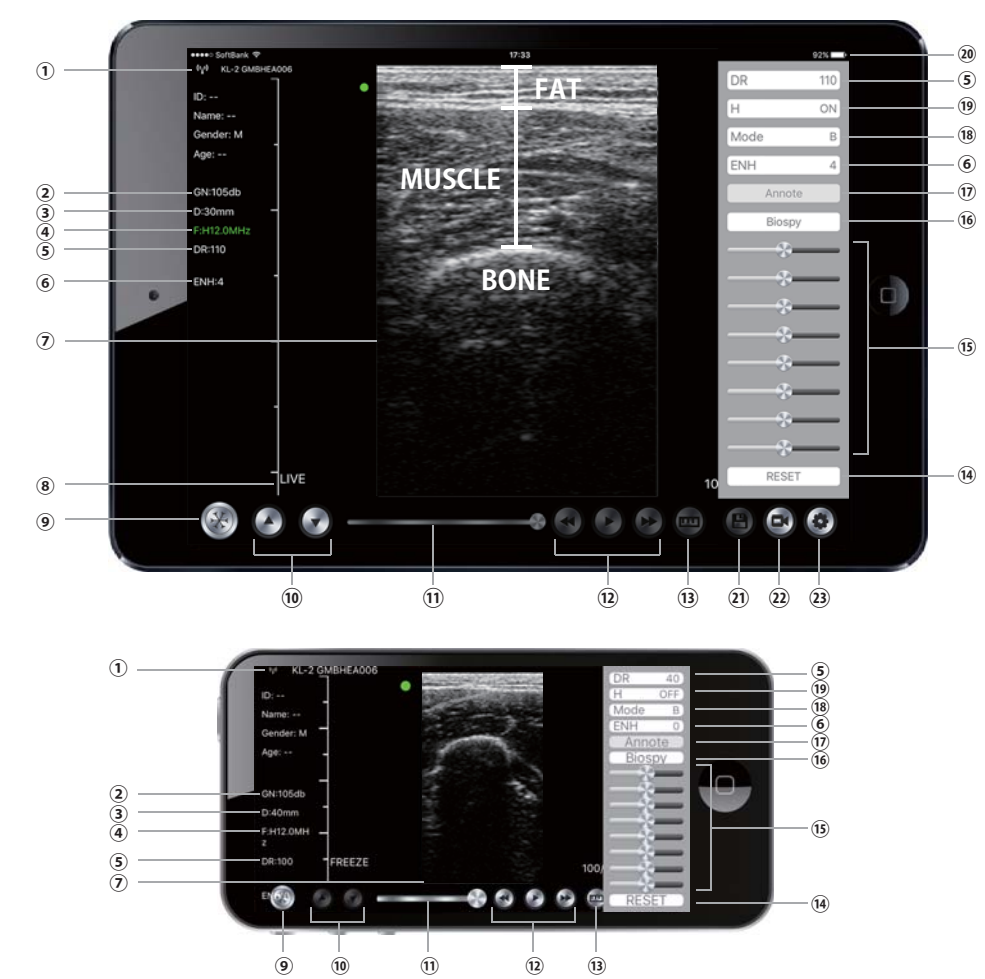 ●●●●○ SoftBank 17:33 92%
① KL-2 GMBHEA006 ⑳
FAT
DR 110 ⑤
ID: --
H ON ⑲
Name: --
Gender: M
Mode B ⑱
Age: --
ENH 4 ⑥
MUSCLE
② GN:105db
Annote ⑰
③ D:30mm
④ F:H12.0MHz
Biospy ⑯
⑤ DR:110
⑥ ENH:4
BONE
⑦
⑮
⑧ LIVE
RESET ⑭
10
⑨
⑩ ⑪ ⑫ ⑬ ㉑ ㉒ ㉓
① KL-2 GMBHEA006
DR 40 ⑤
ID: --
H OFF ⑲
Name: --
Mode B ⑱
Gender: M
ENH 0 ⑥
Age: --
Annote ⑰
Biospy ⑯
② GN:105db
③ D:40mm
④ F:H12.0MH
z
⑮
⑤ DR:100
FREEZE
100/
⑦
RESET ⑭
⑨ ⑩ ⑪ ⑫ ⑬